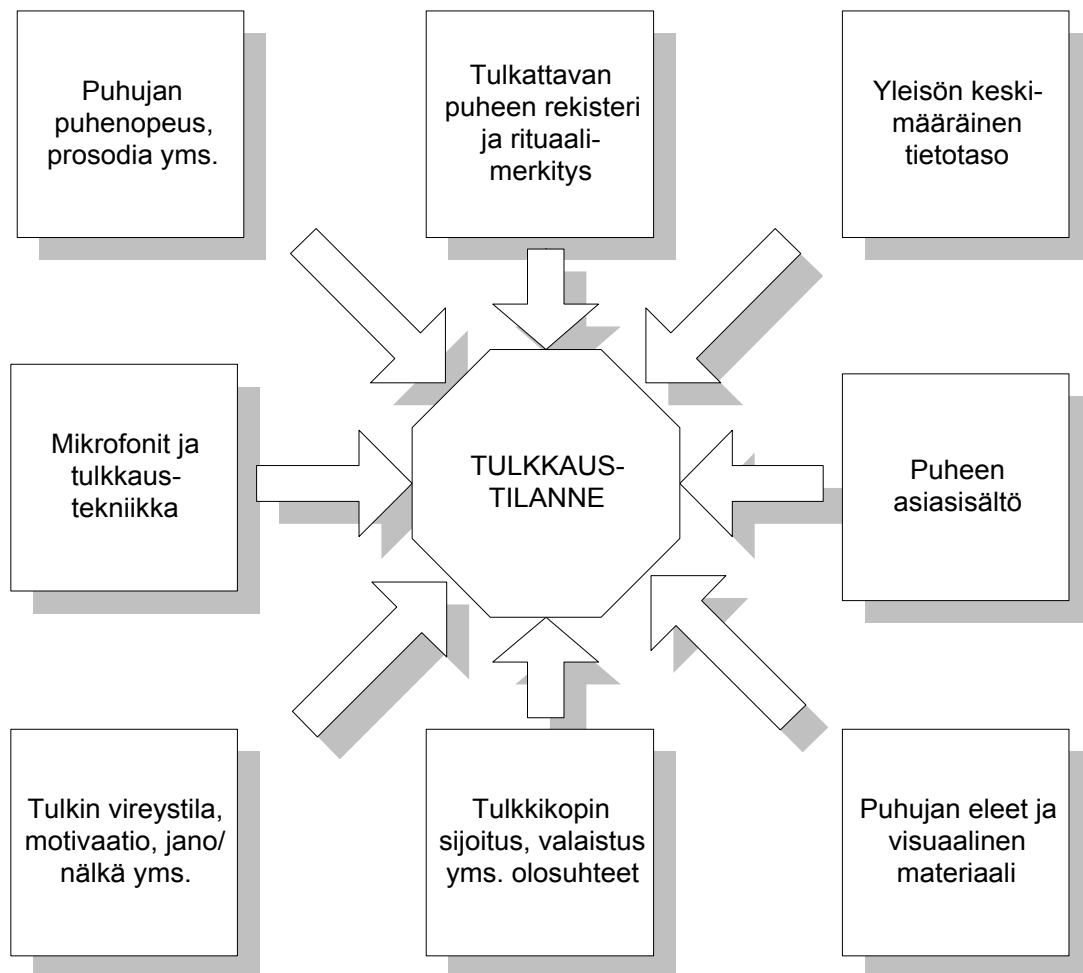 Puhujan
puhenopeus,
prosodia yms.
Tulkattavan
puheen rekisteri
ja rituaali-
merkitys
Yleisön keski-
määräinen
tietotaso
Mikrofonit ja
tulkkaus-
tekniikka
TULKKAUS-
TILANNE
Puheen
asiasisältö
Tulkin vireystila,
motivaatio, jano/
nälkä yms.
Tulkkikopin
sijoitus, valaistus
yms. olosuhteet
Puhujan eleet ja
visuaalinen
materiaali